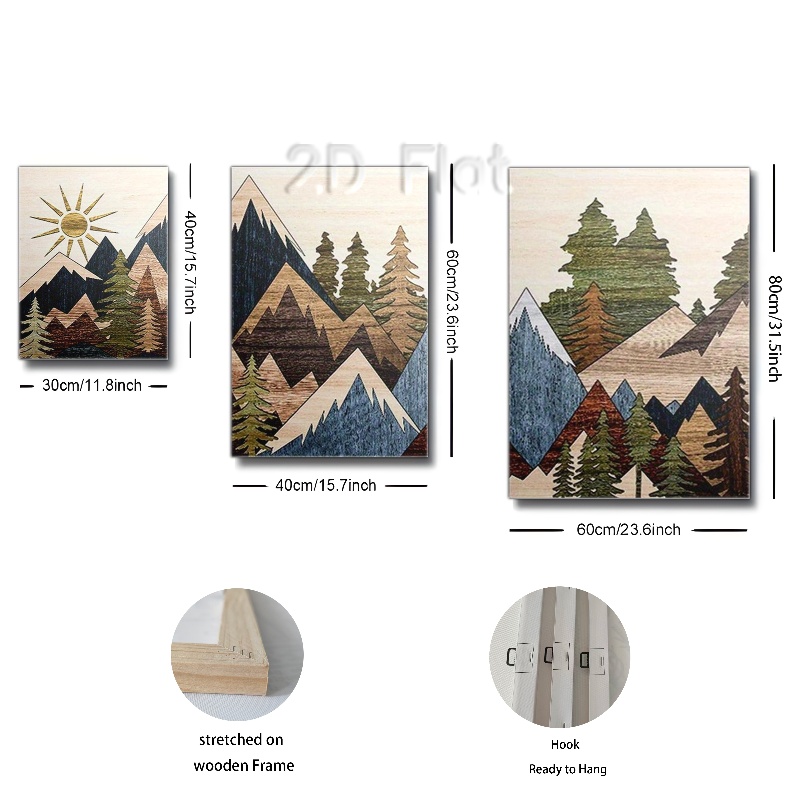 2D Flat
40cm/15.7inch
30cm/11.8inch
60cm/23.6inch
40cm/15.7inch
80cm/31.5inch
60cm/23.6inch
stretched on
wooden Frame
Hook
Ready to Hang